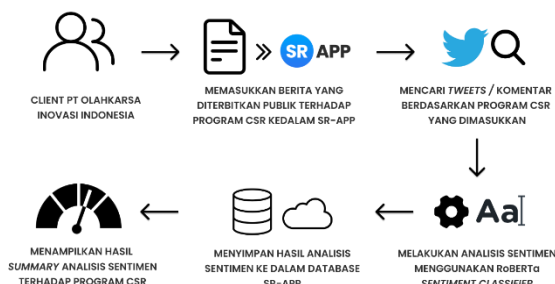 SR APP
CLIENT PT OLAHKARSA
INOVASI INDONESIA
MEMASUKKAN BERITA YANG
DITERBITKAN PUBLIK TERHADAP
PROGRAM CSR KEDALAM SR-APP
MENCARI TWEETS / KOMENTAR
BERDASARKAN PROGRAM CSR
YANG DIMASUKKAN
Aa
MELAKUKAN ANALISIS SENTIMEN
MENGGUNAKAN RoBERTa
SENTIMENT CLASSIFIER
MENYIMPAN HASIL ANALISIS
SENTIMEN KE DALAM DATABASE
SR-APP
MENAMPILKAN HASIL
SUMMARY ANALISIS SENTIMEN
TERHADAP PROGRAM CSR